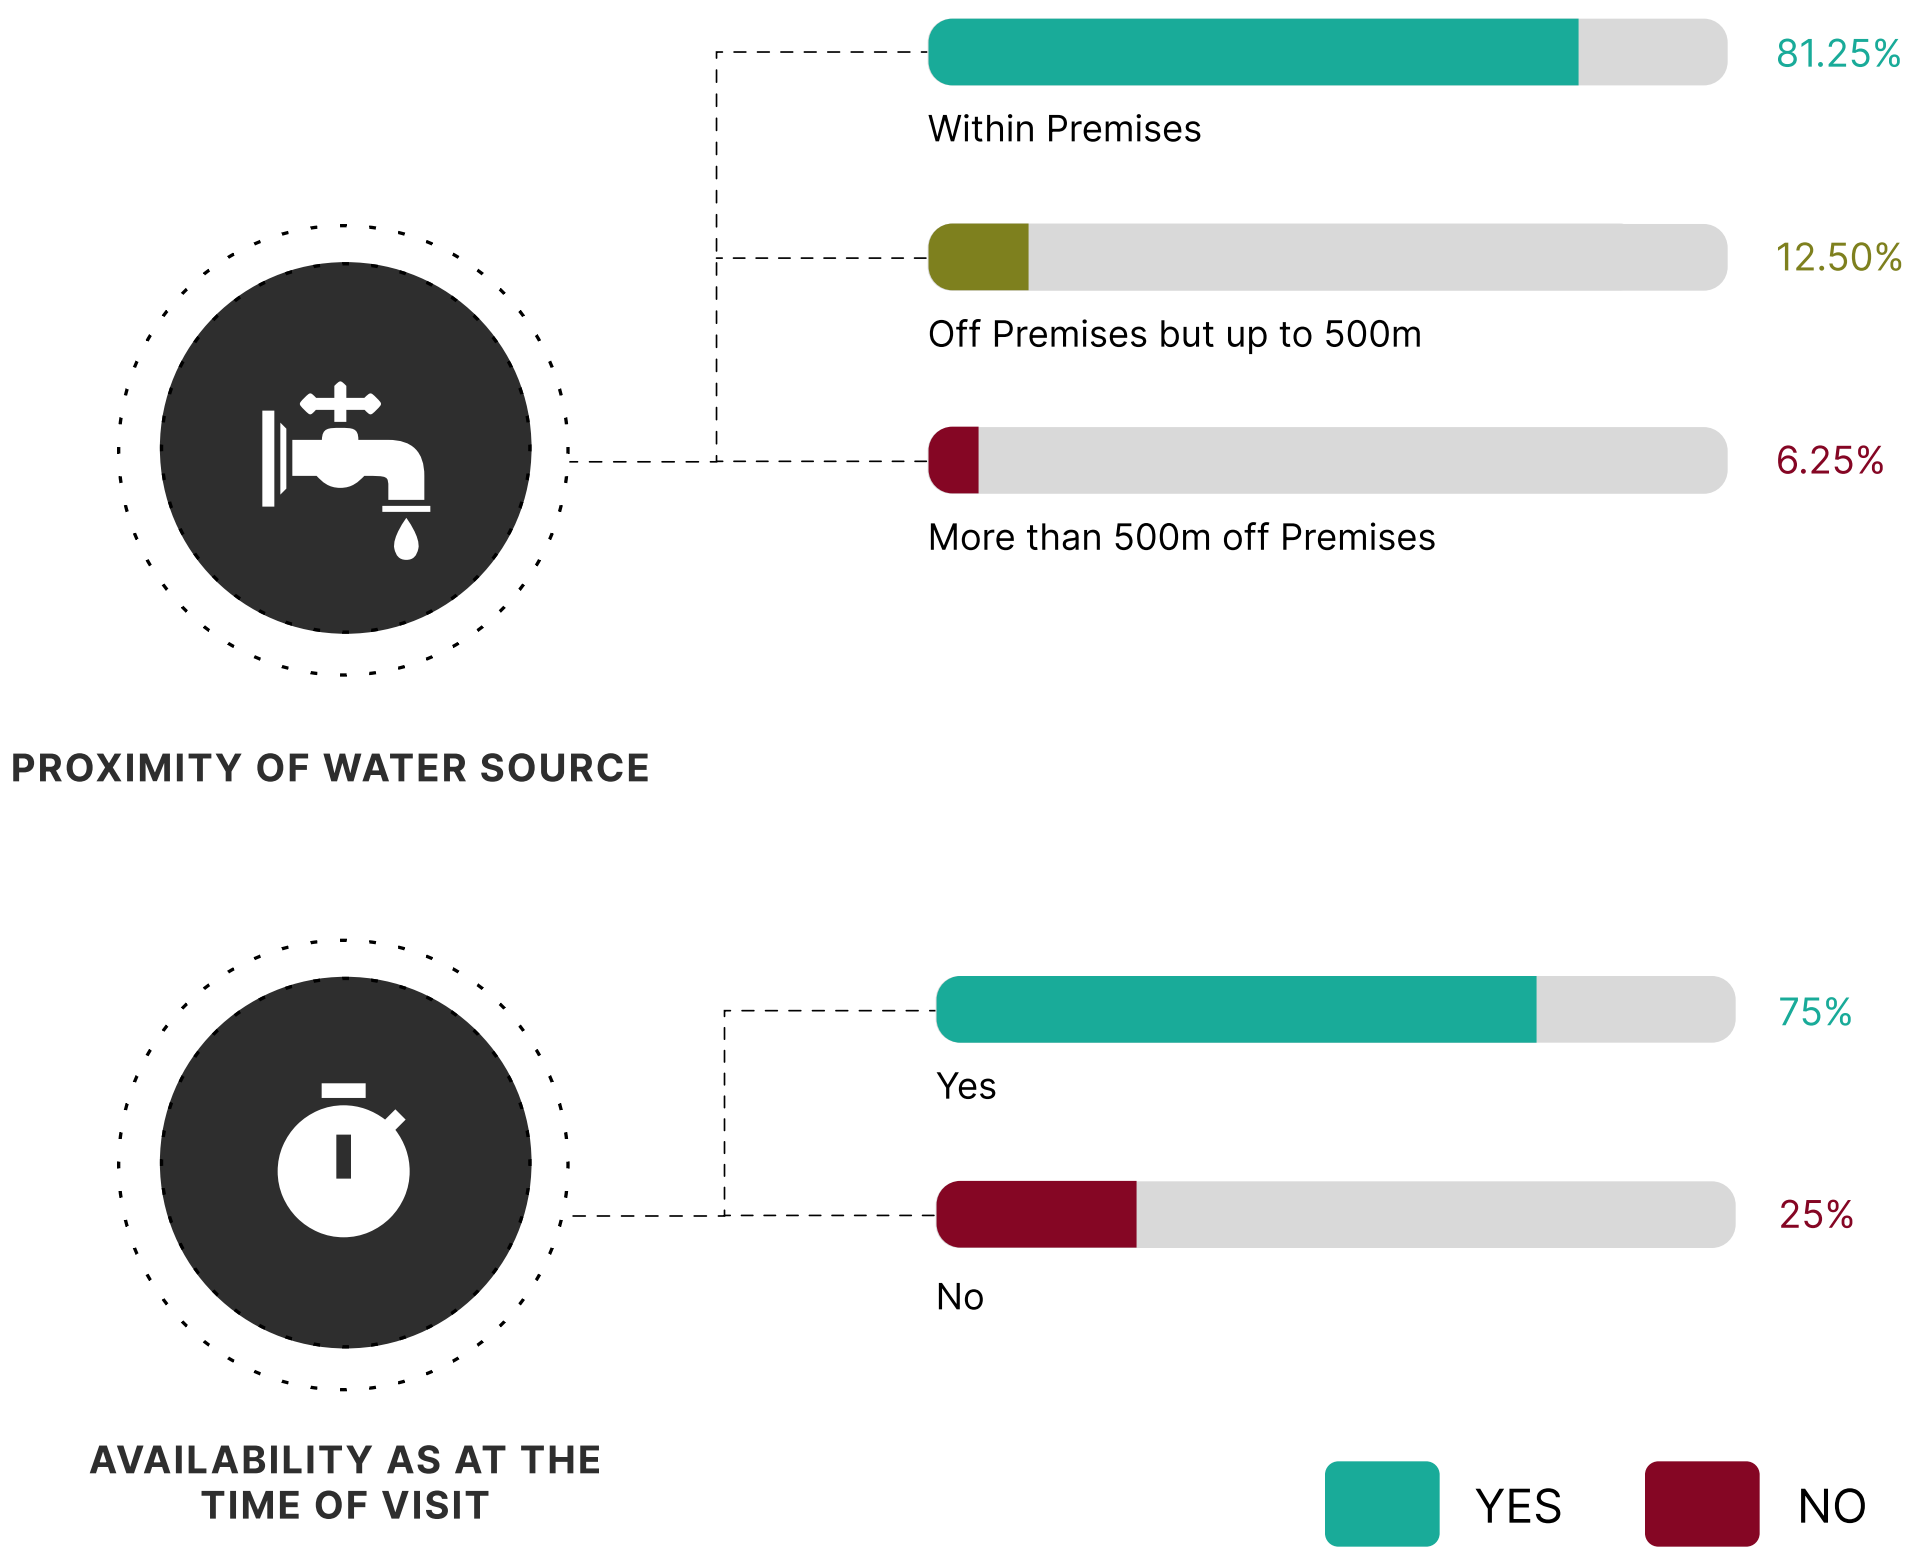 81.25%
Within Premises
12.50%
Off Premises but up to 500m
6.25%
More than 500m off Premises
PROXIMITY OF WATER SOURCE
75%
Yes
25%
No
AVAILABILITY AS AT THE
TIME OF VISIT
YES
NO